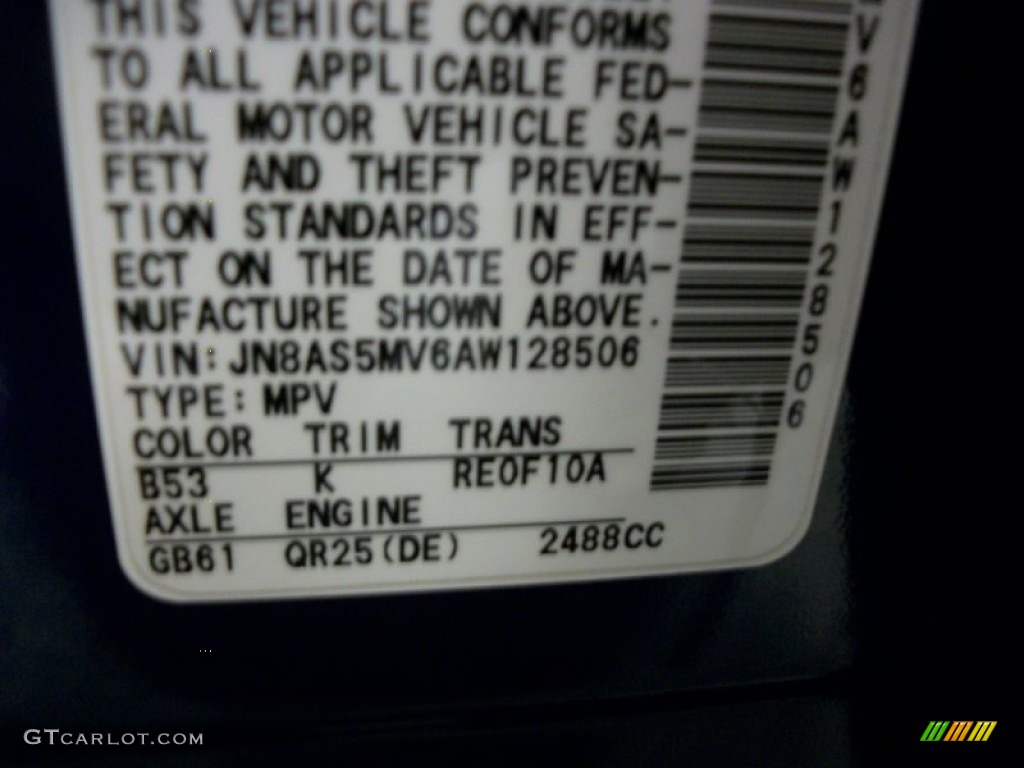 THIS VEHICLE CONFORMS
TO ALL APPLICABLE FED-
ERAL MOTOR VEHICLE SA-
FETY AND THEFT PREVEN-
TION STANDARDS IN EFF-
ECT ON THE DATE OF MA-
NUFACTURE SHOWN ABOVE.
VIN: JN8AS5MV6AW128506
TYPE: MPV
COLOR TRIM TRANS
B53 K RE0F10A
AXLE ENGINE
GB61 QR25(DE) 2488CC
V6AW128506
GTCARLOT.COM